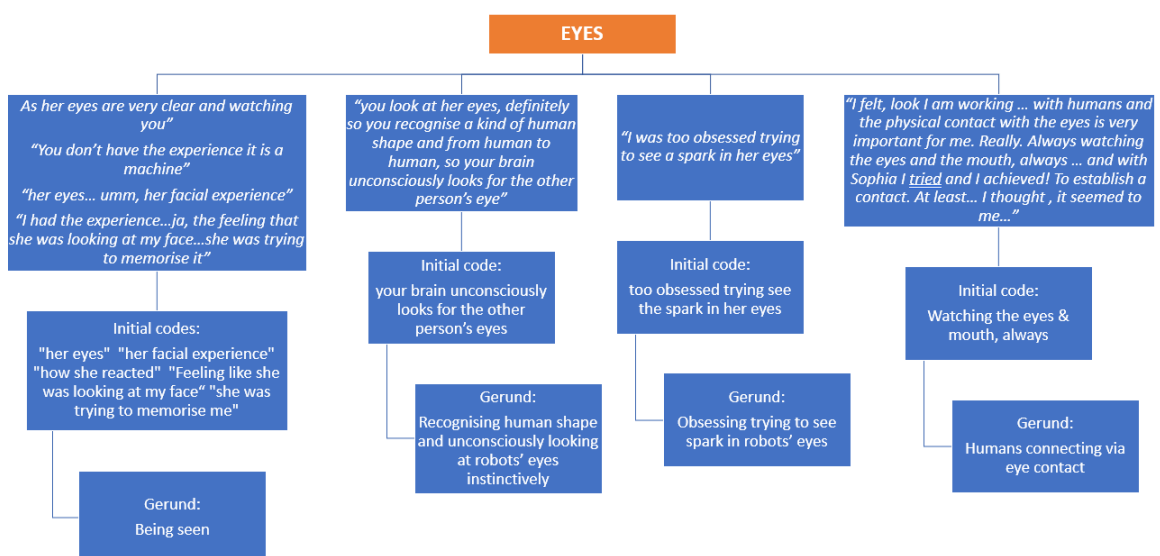 EYES
As her eyes are very clear and watching
you”
“You don’t have the experience it is a
machine”
“her eyes… umm, her facial experience”
“I had the experience…ja, the feeling that
she was looking at my face…she was trying
to memorise it”
Initial codes:
"her eyes" "her facial experience"
"how she reacted" "Feeling like she
was looking at my face“ "she was
trying to memorise me"
Gerund:
Being seen
“you look at her eyes, definitely
so you recognise a kind of human
shape and from human to
human, so your brain
unconsciously looks for the other
person’s eye”
Initial code:
your brain unconsciously
looks for the other
person’s eyes
Gerund:
Recognising human shape
and unconsciously looking
at robots’ eyes
instinctively
“I was too obsessed trying
to see a spark in her eyes”
Initial code:
too obsessed trying see
the spark in her eyes
Gerund:
Obsessing trying to see
spark in robots’ eyes
“I felt, look I am working … with humans and
the physical contact with the eyes is very
important for me. Really. Always watching
the eyes and the mouth, always … and with
Sophia I tried and I achieved! To establish a
contact. At least… I thought , it seemed to
me…”
Initial code:
Watching the eyes &
mouth, always
Gerund:
Humans connecting via
eye contact